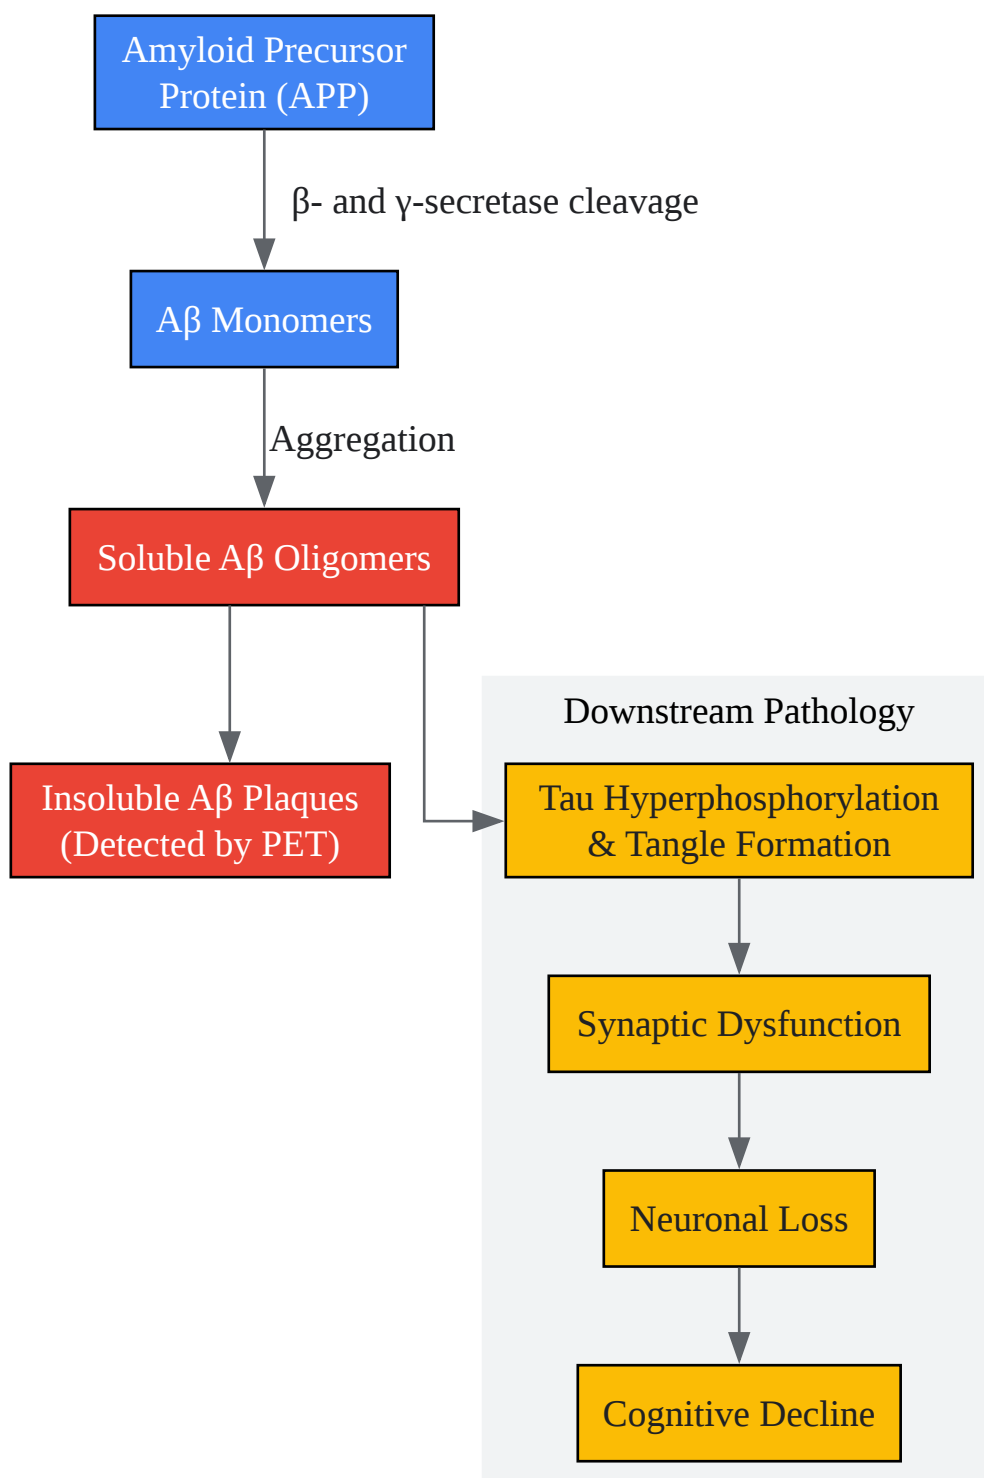 Amyloid Precursor
Protein (APP)
β- and γ-secretase cleavage
Aβ Monomers
Aggregation
Soluble Aβ Oligomers
Downstream Pathology
Insoluble Aβ Plaques
(Detected by PET)
Tau Hyperphosphorylation
& Tangle Formation
Synaptic Dysfunction
Neuronal Loss
Cognitive Decline